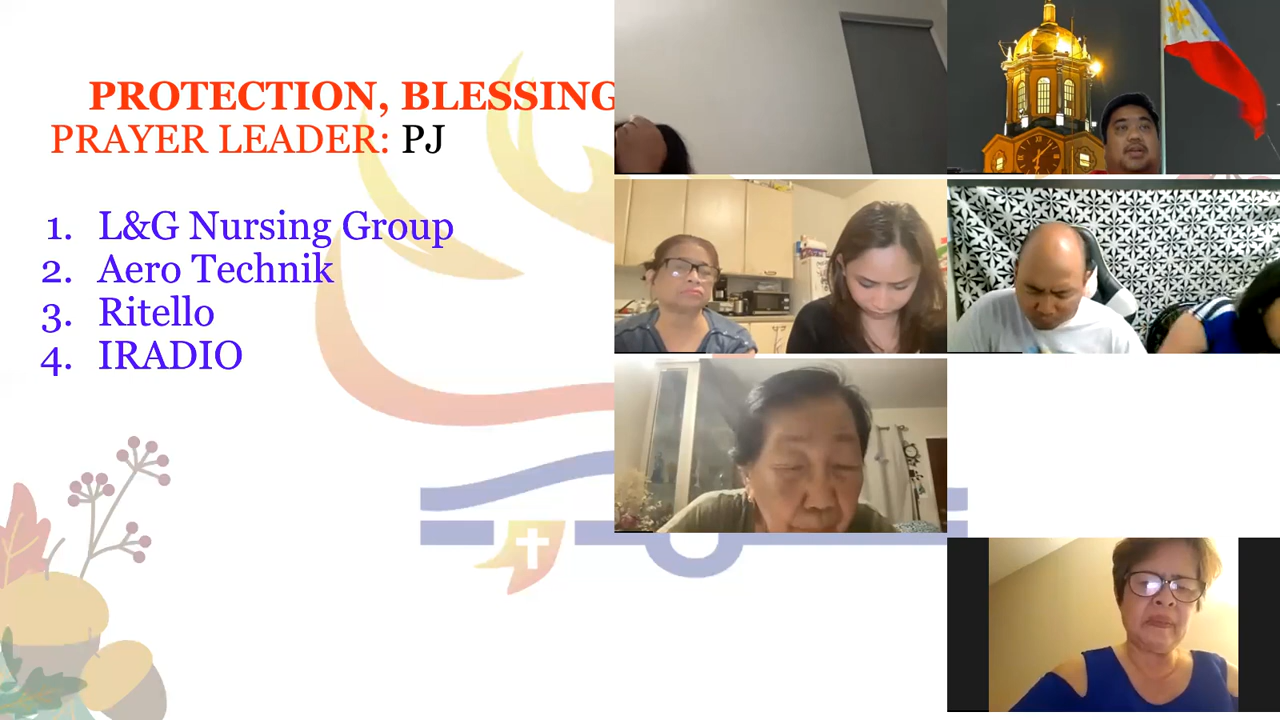 PROTECTION, BLESSING
PRAYER LEADER: PJ
1. L&G Nursing Group
2. Aero Technik
3. Ritello
4. IRADIO